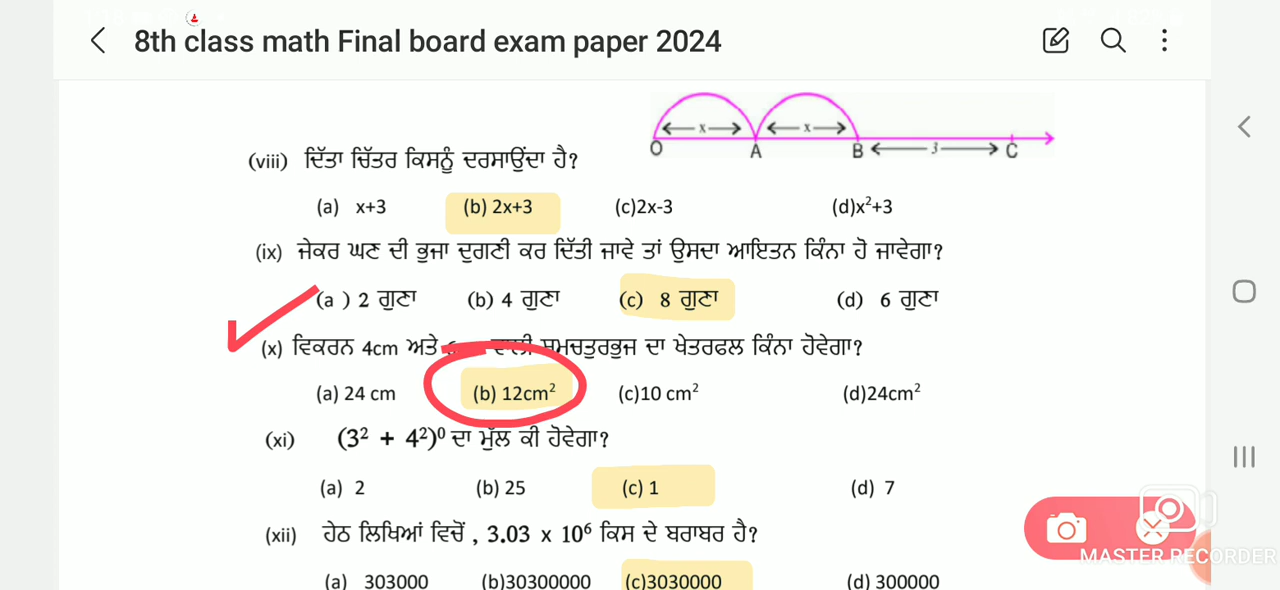 8th class math Final board exam paper 2024
x x
O A B 3 C
(viii) ਦਿੱਤਾ ਚਿੱਤਰ ਕਿਸਨੂੰ ਦਰਸਾਉਂਦਾ ਹੈ?
(a) x+3 (b) 2x+3 (c)2x-3 (d)x²+3
(ix) ਜੇਕਰ ਘਣ ਦੀ ਭੁਜਾ ਦੁਗਣੀ ਕਰ ਦਿੱਤੀ ਜਾਵੇ ਤਾਂ ਉਸਦਾ ਆਇਤਨ ਕਿੰਨਾ ਹੋ ਜਾਵੇਗਾ?
(a ) 2 ਗੁਣਾ (b) 4 ਗੁਣਾ (c) 8 ਗੁਣਾ (d) 6 ਗੁਣਾ
(x) ਵਿਕਰਨ 4cm ਅਤੇ ਵਾਲੀ ਸਮਚਤੁਰਭੁਜ ਦਾ ਖੇਤਰਫਲ ਕਿੰਨਾ ਹੋਵੇਗਾ?
(a) 24 cm (b) 12cm² (c)10 cm² (d)24cm²
(xi) (3² + 4²)⁰ ਦਾ ਮੁੱਲ ਕੀ ਹੋਵੇਗਾ?
(a) 2 (b) 25 (c) 1 (d) 7
(xii) ਹੇਠ ਲਿਖਿਆਂ ਵਿਚੋਂ , 3.03 x 10⁶ ਕਿਸ ਦੇ ਬਰਾਬਰ ਹੈ?
(a) 303000 (b)30300000 (c)3030000 (d) 300000
MASTER RECORDER